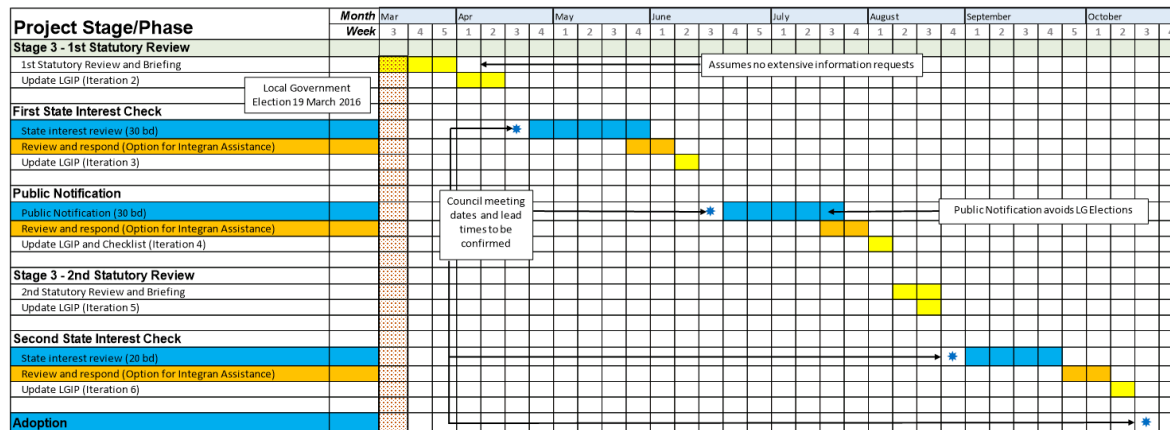 Project Stage/Phase
Month Mar Apr May June July August September October
Week 3 4 5 1 2 3 4 1 2 3 4 1 2 3 4 5 1 2 3 4 1 2 3 4 1 2 3 4 5 1 2 3 4
Stage 3 - 1st Statutory Review
1st Statutory Review and Briefing
Assumes no extensive information requests
Update LGIP (Iteration 2)
Local Government
Election 19 March 2016
First State Interest Check
State interest review (30 bd)
Review and respond (Option for Integran Assistance)
Update LGIP (Iteration 3)
Public Notification
Council meeting
dates and lead
times to be
confirmed
Public Notification (30 bd)
Public Notification avoids LG Elections
Review and respond (Option for Integran Assistance)
Update LGIP and Checklist (Iteration 4)
Stage 3 - 2nd Statutory Review
2nd Statutory Review and Briefing
Update LGIP (Iteration 5)
Second State Interest Check
State interest review (20 bd)
Review and respond (Option for Integran Assistance)
Update LGIP (Iteration 6)
Adoption